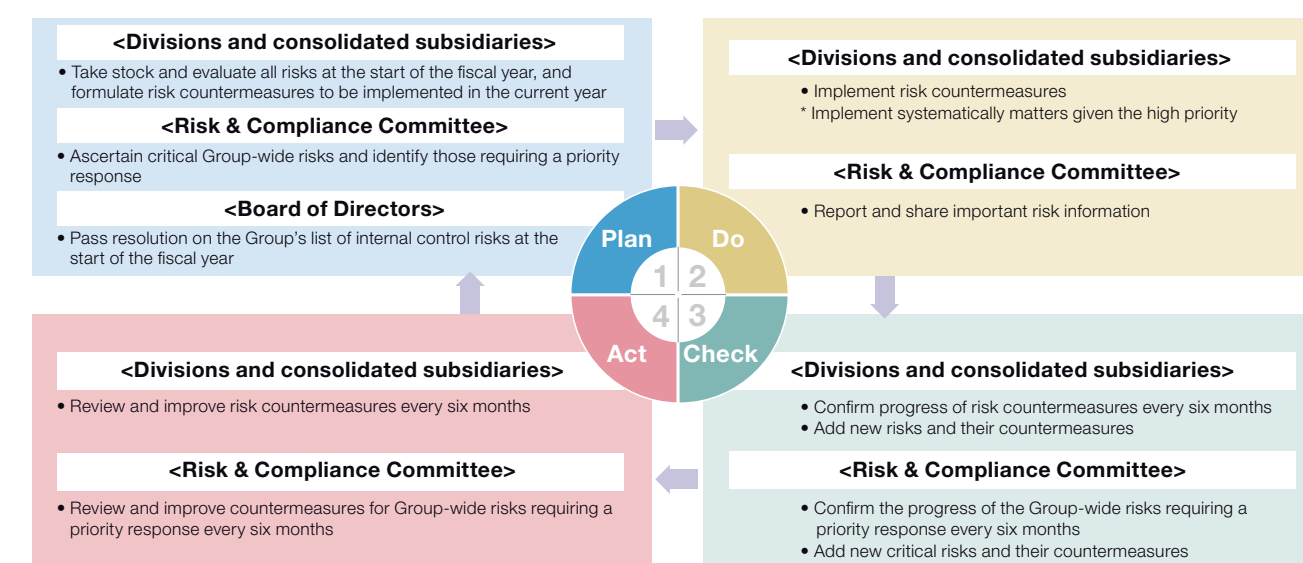 <Divisions and consolidated subsidiaries>
• Take stock and evaluate all risks at the start of the fiscal year, and
formulate risk countermeasures to be implemented in the current year
<Risk & Compliance Committee>
• Ascertain critical Group-wide risks and identify those requiring a priority
response
<Board of Directors>
• Pass resolution on the Group’s list of internal control risks at the
start of the fiscal year
<Divisions and consolidated subsidiaries>
• Implement risk countermeasures
* Implement systematically matters given the high priority
<Risk & Compliance Committee>
• Report and share important risk information
Plan
Do
1
2
4
3
Act
Check
<Divisions and consolidated subsidiaries>
• Review and improve risk countermeasures every six months
<Risk & Compliance Committee>
• Review and improve countermeasures for Group-wide risks requiring a
priority response every six months
<Divisions and consolidated subsidiaries>
• Confirm progress of risk countermeasures every six months
• Add new risks and their countermeasures
<Risk & Compliance Committee>
• Confirm the progress of the Group-wide risks requiring a
priority response every six months
• Add new critical risks and their countermeasures